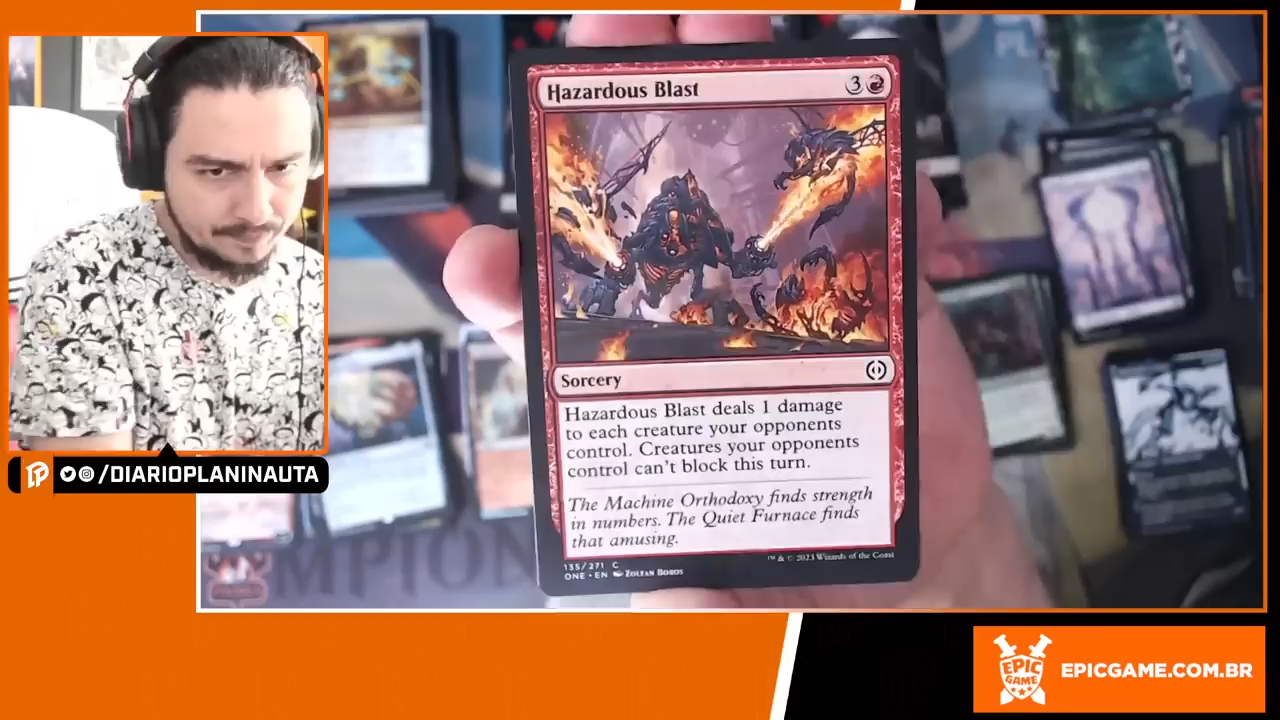 Hazardous Blast
3
Sorcery
Hazardous Blast deals 1 damage
to each creature your opponents
control. Creatures your opponents
control can't block this turn.
The Machine Orthodoxy finds strength
in numbers. The Quiet Furnace finds
that amusing.
135/271 C
ONE • EN Zoltan Boros
™ & © 2023 Wizards of the Coast
/DIARIOPLANINAUTA
EPIC
GAME
EPICGAME.COM.BR